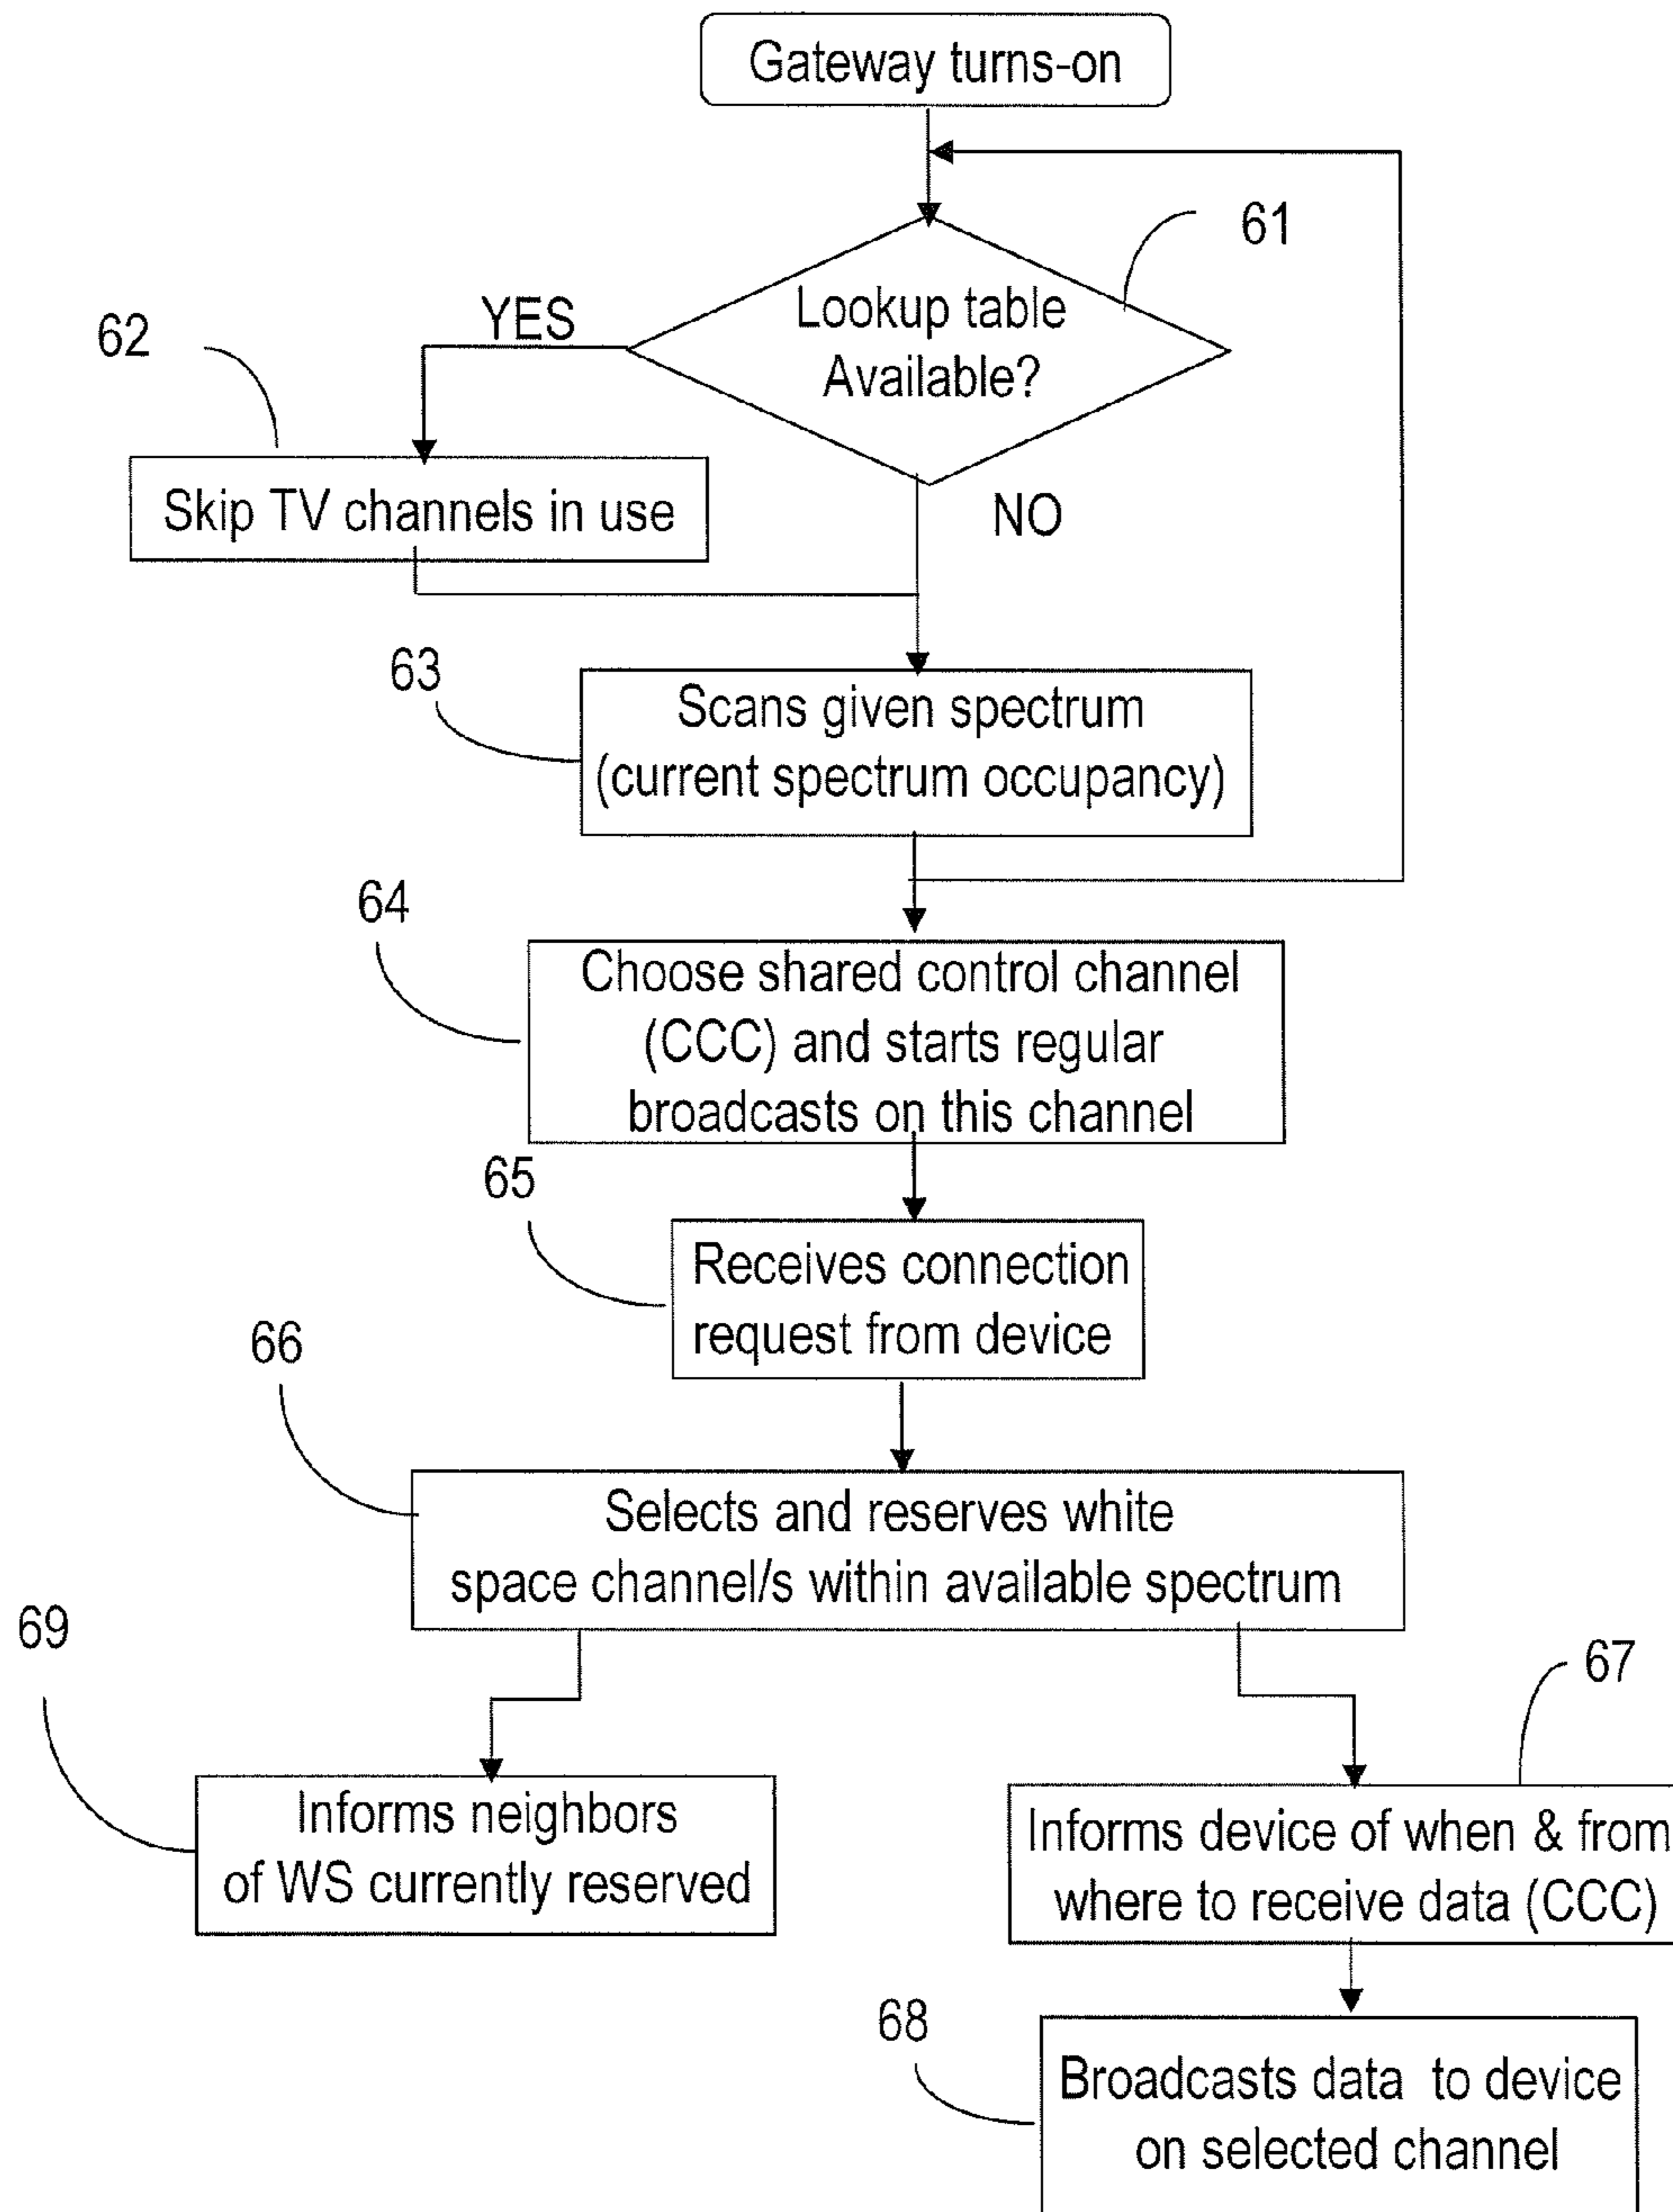 Gateway turns-on
61
Lookup table
Available?
YES
62
Skip TV channels in use
NO
63
Scans given spectrum
(current spectrum occupancy)
64
Choose shared control channel
(CCC) and starts regular
broadcasts on this channel
65
Receives connection
request from device
66
Selects and reserves white
space channel/s within available spectrum
69
67
Informs neighbors
of WS currently reserved
Informs device of when & from
where to receive data (CCC)
68
Broadcasts data to device
on selected channel